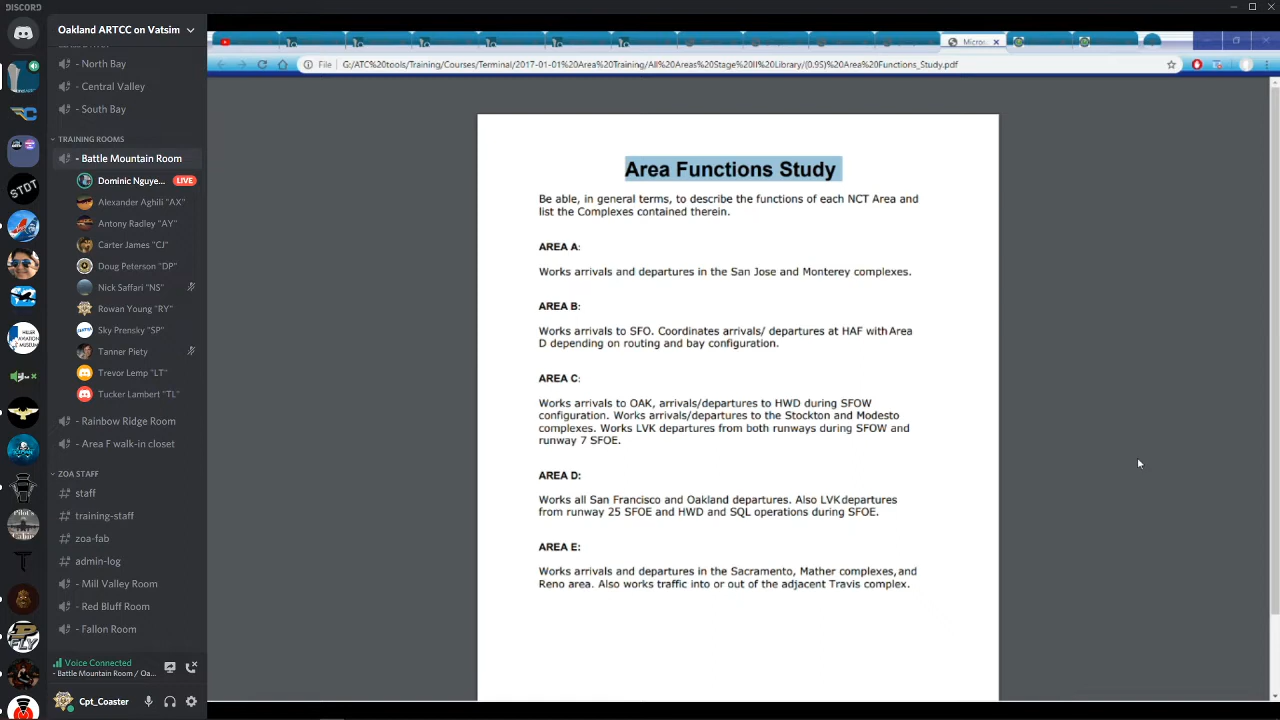 DISCORD
Oakland ARTCC on Vatsim
- North Bay
- Central Valley
- South Bay
TRAINING ROOMS
- Battle Mountain Room
Dominic Nguye... LIVE
Alexander Aghili "AX"
Antony Radley "AY"
Carter James "CJ"
Doug Peterson "DP"
Nick Saffari "NS"
Rowan Young "RY"
Sky Prensky "SP"
Tanner Piety
Trevor Lemp "LT"
Tucker Lambert "TL"
- Rainbow Ridge Room
- Area F walk-in closet
ZOA STAFF
staff
training-staff
zoa-fab
admin-log
- Mill Valley Room
- Red Bluff Room
- Fallon Room
Voice Connected
- Battle Mountain Room / Oa...
Cpt_Coaster
STOT
HILLER AVIATION MUSEUM
FLY
Micros
File G:/ATC%20tools/Training/Courses/Terminal/2017-01-01%20Area%20Training/All%20Areas%20Stage%20II%20Library/(0.9S)%20Area%20Functions_Study.pdf
Area Functions Study
Be able, in general terms, to describe the functions of each NCT Area and
list the Complexes contained therein.
AREA A:
Works arrivals and departures in the San Jose and Monterey complexes.
AREA B:
Works arrivals to SFO. Coordinates arrivals/ departures at HAF with Area
D depending on routing and bay configuration.
AREA C:
Works arrivals to OAK, arrivals/departures to HWD during SFOW
configuration. Works arrivals/departures to the Stockton and Modesto
complexes. Works LVK departures from both runways during SFOW and
runway 7 SFOE.
AREA D:
Works all San Francisco and Oakland departures. Also LVK departures
from runway 25 SFOE and HWD and SQL operations during SFOE.
AREA E:
Works arrivals and departures in the Sacramento, Mather complexes, and
Reno area. Also works traffic into or out of the adjacent Travis complex.